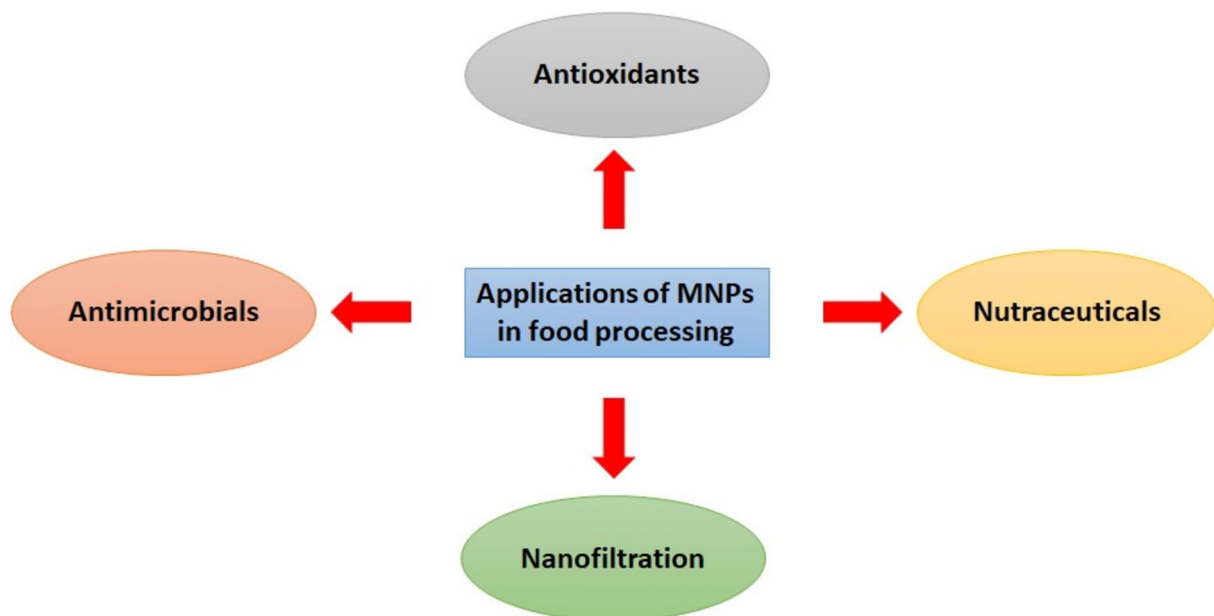 Antioxidants
Antimicrobials
Applications of MNPs
in food processing
Nutraceuticals
Nanofiltration